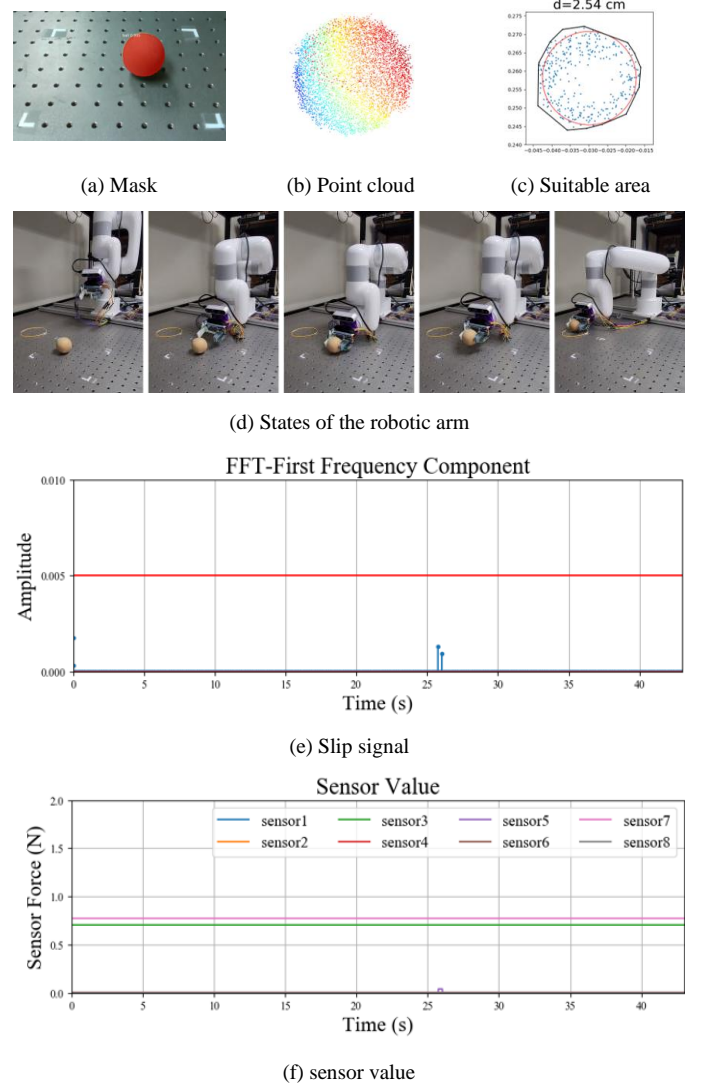 d=2.54 cm
0.275
0.270
0.265
0.260
0.255
0.250
0.245
0.240
−0.045 −0.040 −0.035 −0.030 −0.025 −0.020 −0.015
(a) Mask
(b) Point cloud
(c) Suitable area
(d) States of the robotic arm
FFT-First Frequency Component
Amplitude
0.010
0.005
0.000
0 5 10 15 20 25 30 35 40
Time (s)
(e) Slip signal
Sensor Value
Sensor Force (N)
2.0
1.5
1.0
0.5
0.0
sensor1 sensor3 sensor5 sensor7
sensor2 sensor4 sensor6 sensor8
0 5 10 15 20 25 30 35 40
Time (s)
(f) sensor value